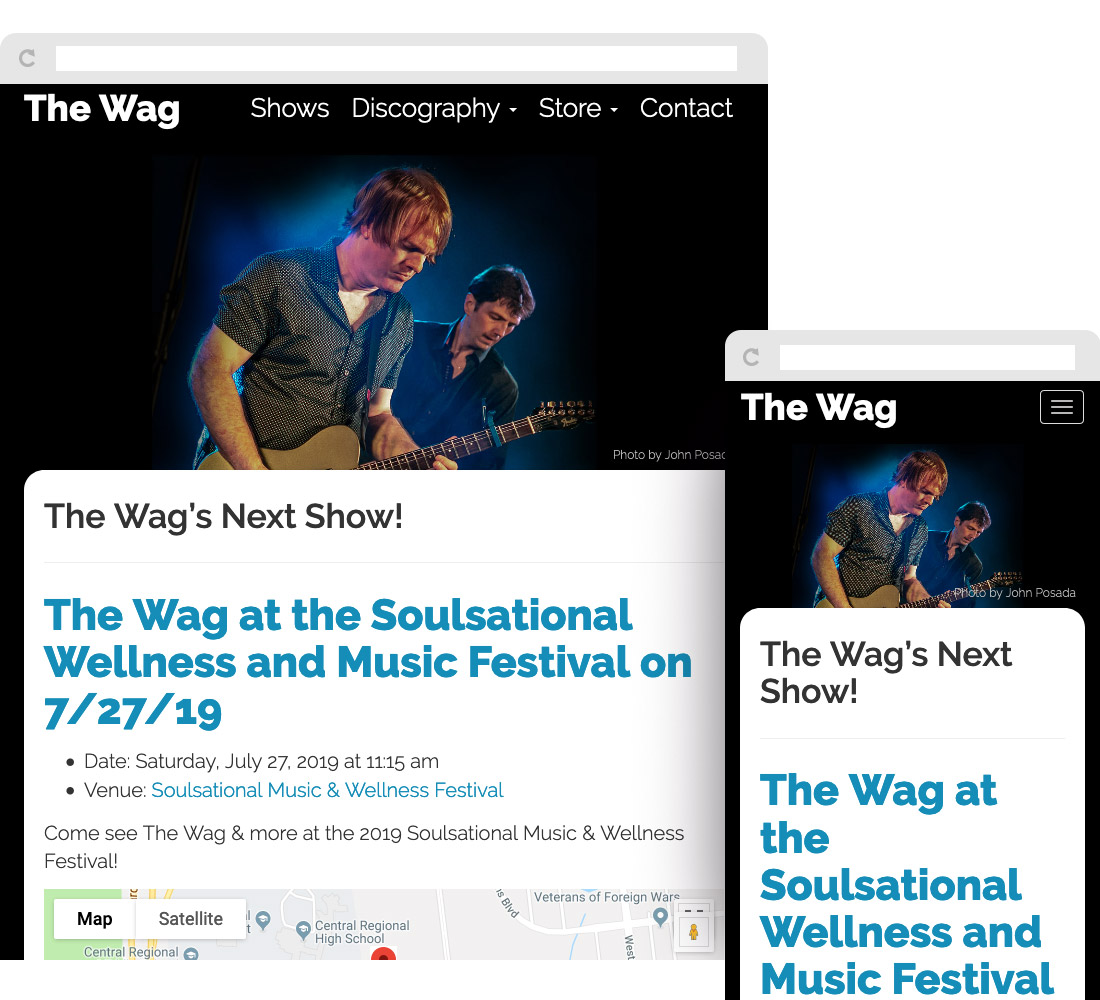 The Wag
Shows Discography Store Contact
Photo by John Posad
The Wag's Next Show!
The Wag at the Soulsational
Wellness and Music Festival on
7/27/19
• Date: Saturday, July 27, 2019 at 11:15 am
• Venue: Soulsational Music & Wellness Festival
Come see The Wag & more at the 2019 Soulsational Music & Wellness
Festival!
Map Satellite
Veterans of Foreign Wars
Central Regional
High School
Central Regional
Blvd
West
The Wag
Photo by John Posada
The Wag's Next
Show!
The Wag at
the
Soulsational
Wellness and
Music Festival